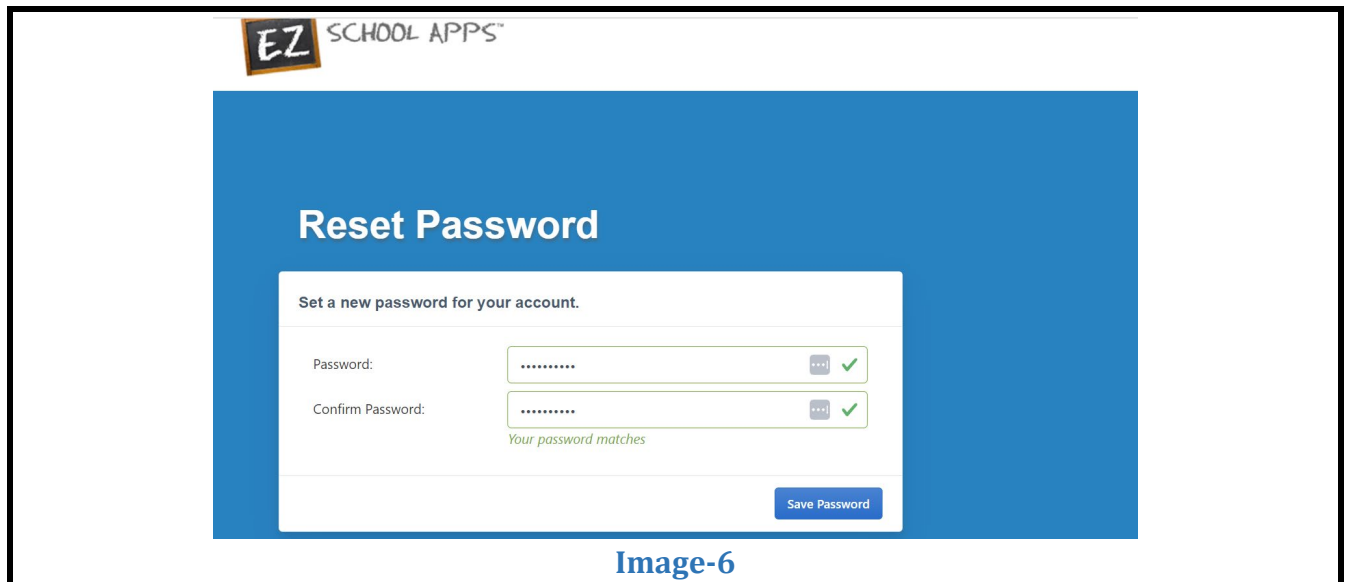 EZ SCHOOL APPS™
Reset Password
Set a new password for your account.
Password: ••••••••••
Confirm Password: ••••••••••
Your password matches
Save Password
Image-6